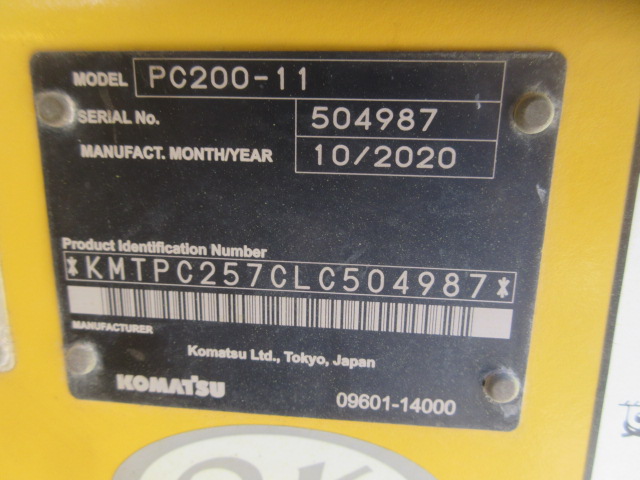 MODEL PC200-11
SERIAL No. 504987
MANUFACT. MONTH/YEAR 10/2020
Product Identification Number
*KMTPC257CLC504987*
MANUFACTURER
Komatsu Ltd., Tokyo, Japan
KOMATSU 09601-14000